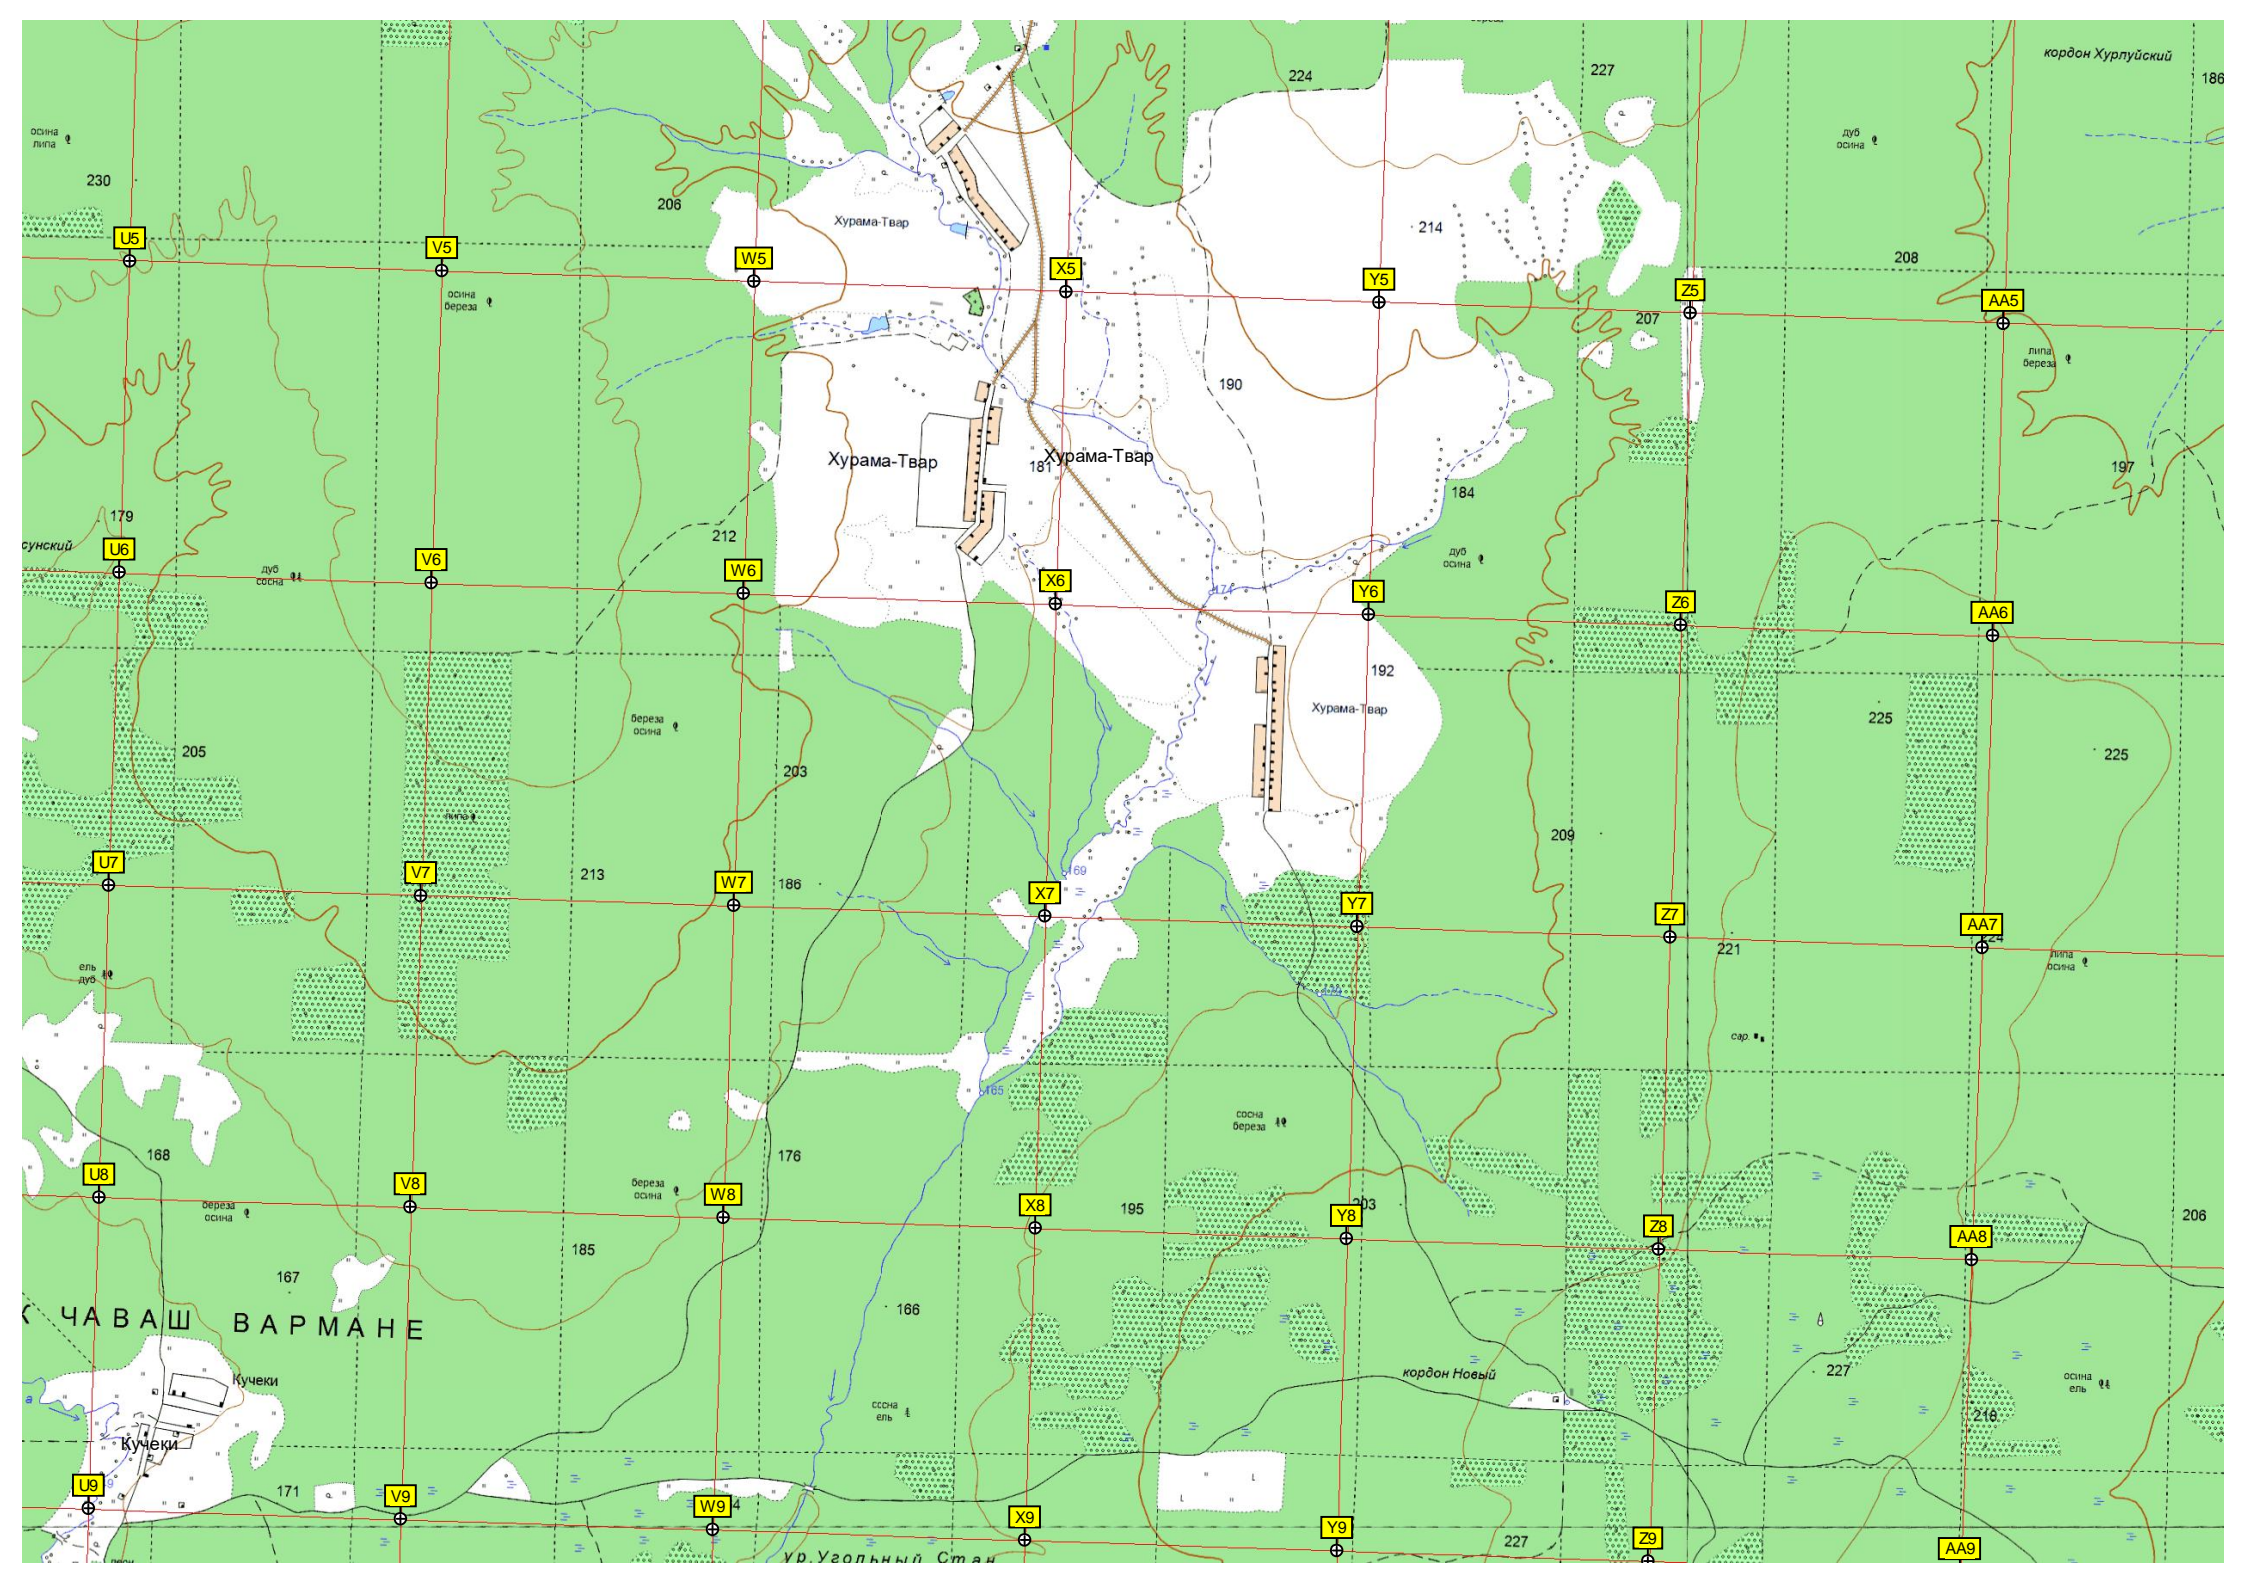 кордон Хурлуйский
224
227
186
осина
липа
дуб
осина
230
206
Хурама-Твар
214
208
U5
V5
W5
X5
Y5
Z5
AA5
осина
береза
207
липа
береза
190
Хурама-Твар
181
Хурама-Твар
197
184
179
212
сунский
U6
V6
W6
X6
Y6
Z6
AA6
дуб
сосна
дуб
осина
174
192
береза
осина
Хурама-Твар
225
225
205
203
липа
209
U7
V7
W7
X7
Y7
Z7
AA7
213
186
169
221
ель
дуб
липа
осина
сар.
165
сосна
береза
168
176
U8
V8
W8
X8
Y8
Z8
AA8
береза
осина
береза
осина
195
203
206
185
167
166
К ЧАВАШ ВАРМАНЕ
227
кордон Новый
Кучеки
осина
ель
сссна
ель
218
Кучеки
171
U9
V9
W9
X9
Y9
Z9
AA9
227
ур.Угольный Стан